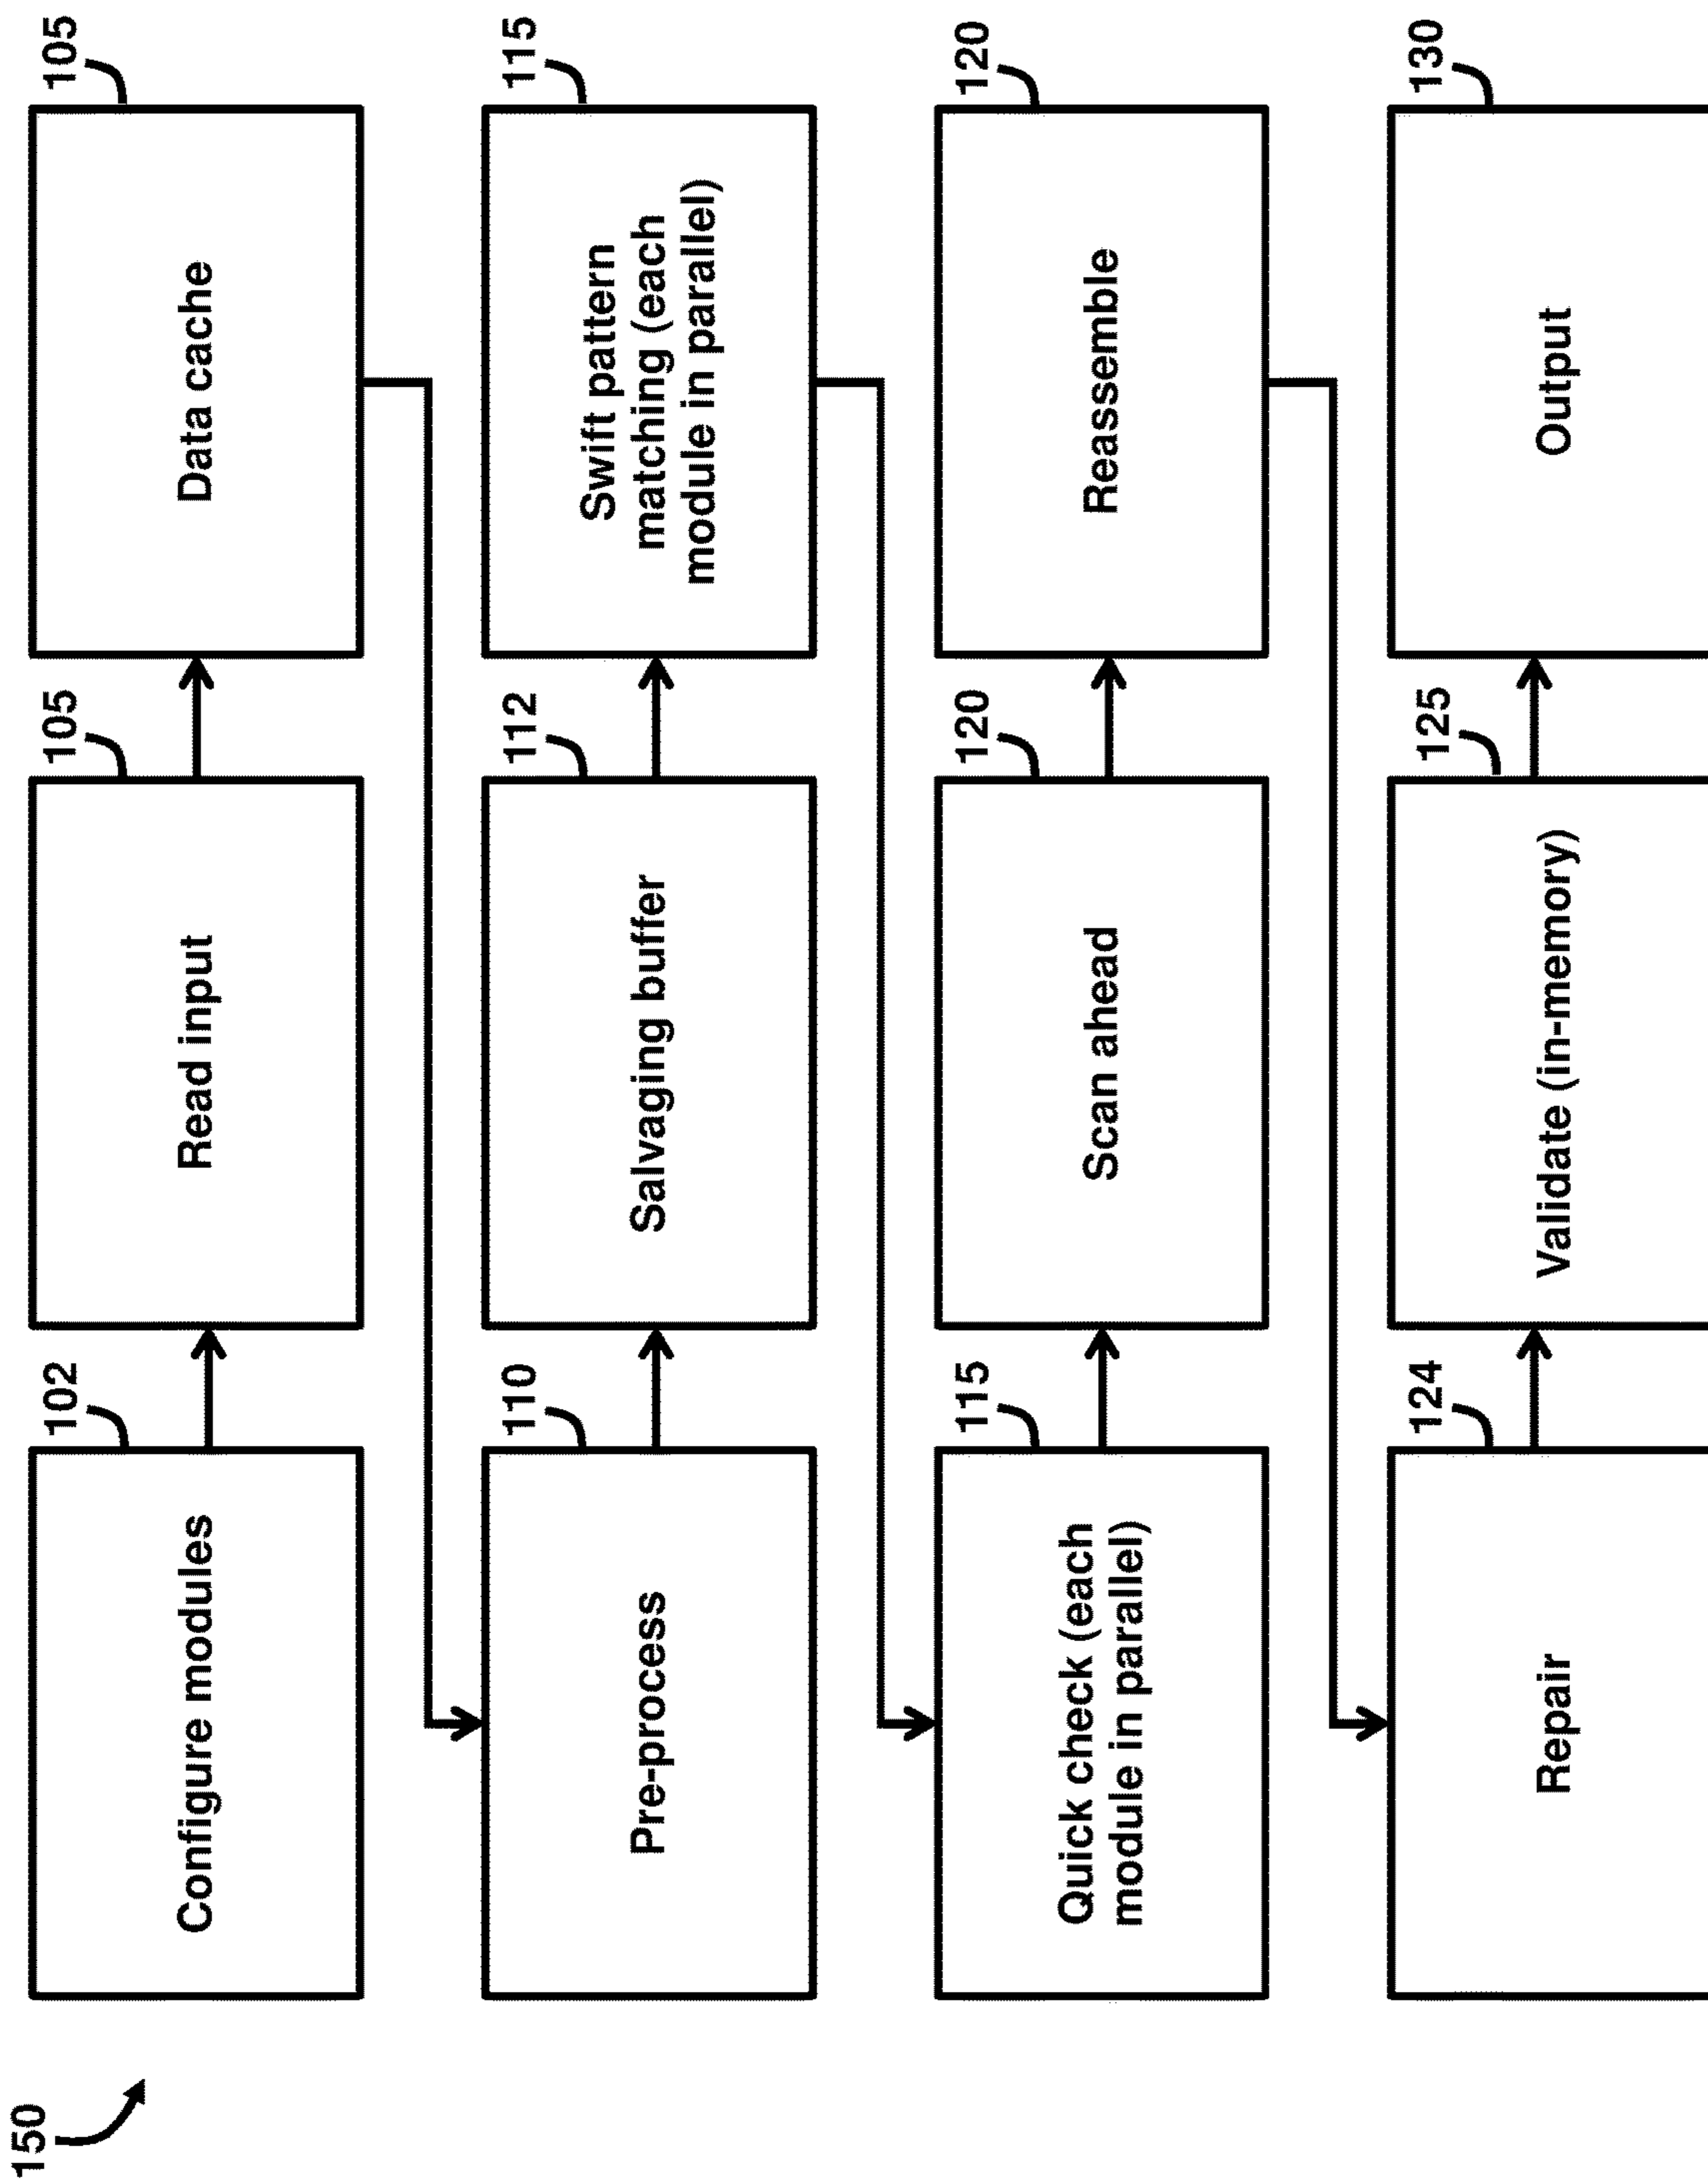 150
102
Configure modules
105
Read input
105
Data cache
110
Pre-process
112
Salvaging buffer
115
Swift pattern
matching (each
module in parallel)
115
Quick check (each
module in parallel)
120
Scan ahead
120
Reassemble
124
Repair
125
Validate (in-memory)
130
Output